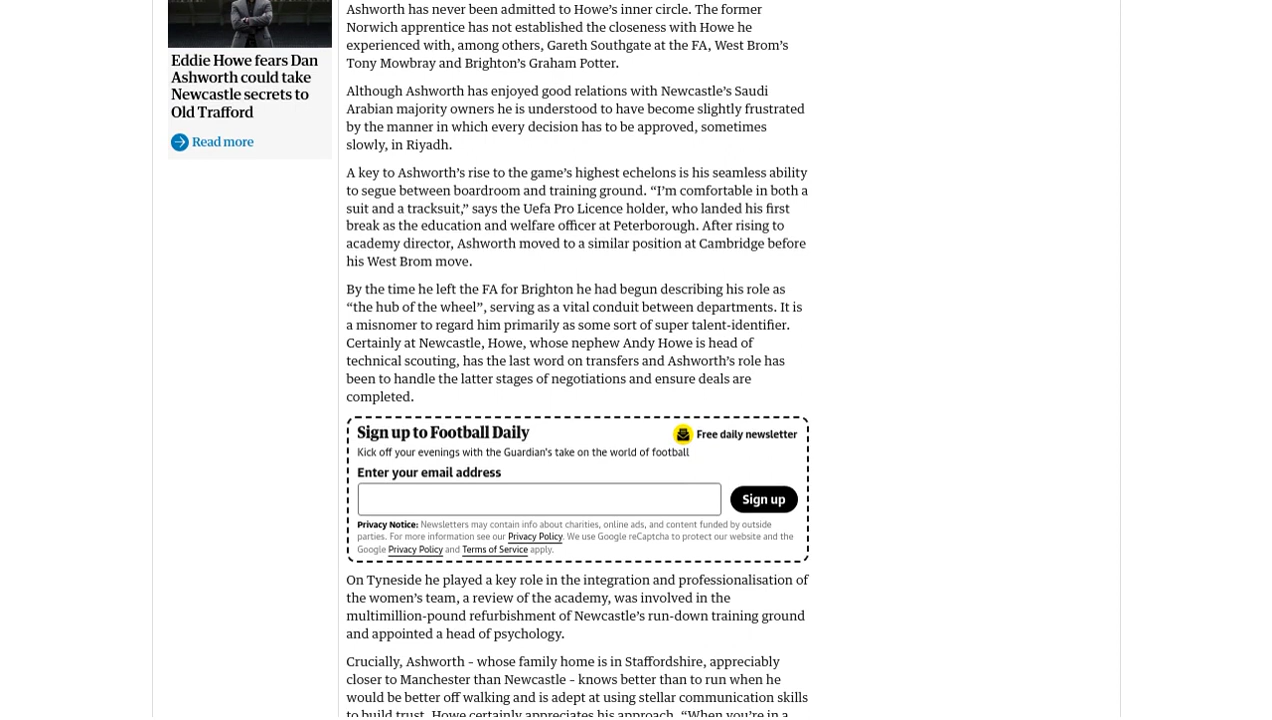 Eddie Howe fears Dan
Ashworth could take
Newcastle secrets to
Old Trafford
Read more
Ashworth has never been admitted to Howe’s inner circle. The former
Norwich apprentice has not established the closeness with Howe he
experienced with, among others, Gareth Southgate at the FA, West Brom’s
Tony Mowbray and Brighton’s Graham Potter.
Although Ashworth has enjoyed good relations with Newcastle’s Saudi
Arabian majority owners he is understood to have become slightly frustrated
by the manner in which every decision has to be approved, sometimes
slowly, in Riyadh.
A key to Ashworth’s rise to the game’s highest echelons is his seamless ability
to segue between boardroom and training ground. “I’m comfortable in both a
suit and a tracksuit,” says the Uefa Pro Licence holder, who landed his first
break as the education and welfare officer at Peterborough. After rising to
academy director, Ashworth moved to a similar position at Cambridge before
his West Brom move.
By the time he left the FA for Brighton he had begun describing his role as
“the hub of the wheel”, serving as a vital conduit between departments. It is
a misnomer to regard him primarily as some sort of super talent-identifier.
Certainly at Newcastle, Howe, whose nephew Andy Howe is head of
technical scouting, has the last word on transfers and Ashworth’s role has
been to handle the latter stages of negotiations and ensure deals are
completed.
Sign up to Football Daily
Free daily newsletter
Kick off your evenings with the Guardian's take on the world of football
Enter your email address
Sign up
Privacy Notice: Newsletters may contain info about charities, online ads, and content funded by outside
parties. For more information see our Privacy Policy. We use Google reCaptcha to protect our website and the
Google Privacy Policy and Terms of Service apply.
On Tyneside he played a key role in the integration and professionalisation of
the women’s team, a review of the academy, was involved in the
multimillion-pound refurbishment of Newcastle’s run-down training ground
and appointed a head of psychology.
Crucially, Ashworth – whose family home is in Staffordshire, appreciably
closer to Manchester than Newcastle – knows better than to run when he
would be better off walking and is adept at using stellar communication skills
to build trust. Howe certainly appreciates his approach. “When you’re in a